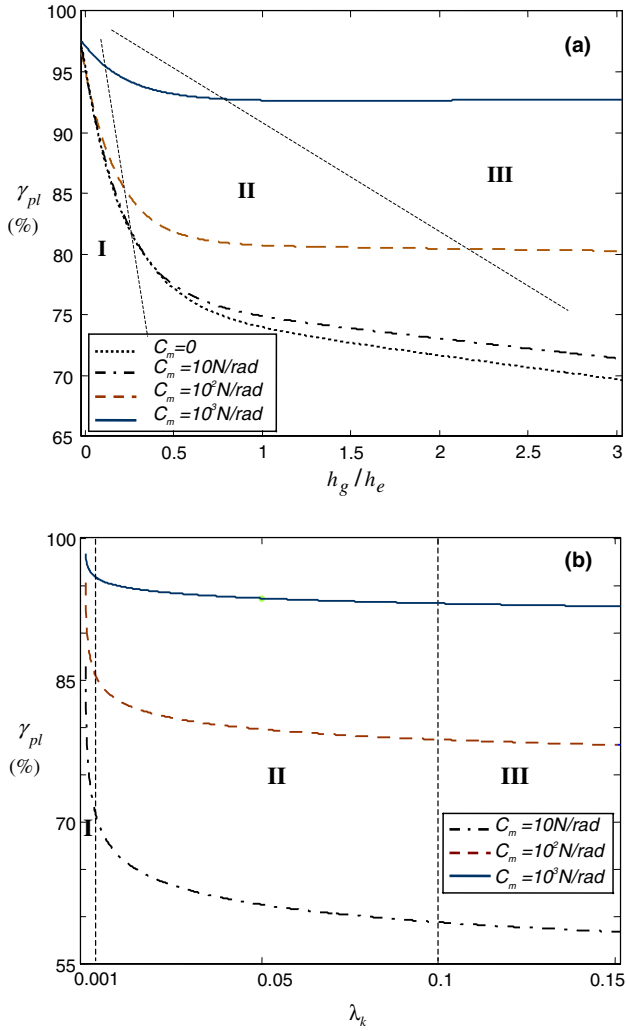 100
(a)
95
90
III
II
γpl
(%)
85
80
I
75
Cm=0
Cm=10N/rad
Cm=10²N/rad
Cm=10³N/rad
70
65
0 0.5 1 1.5 2 2.5 3
hg/he
100
(b)
85
γpl
(%)
II III
70
I
Cm=10N/rad
Cm=10²N/rad
Cm=10³N/rad
55
0.001 0.05 0.1 0.15
λk